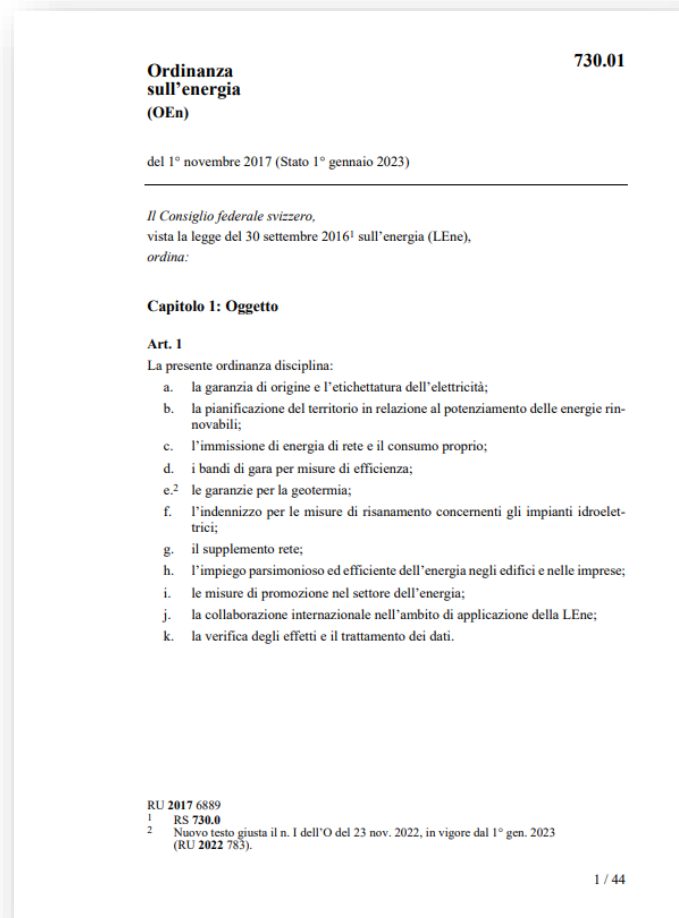 730.01
Ordinanza
sull'energia
(OEn)
del 1° novembre 2017 (Stato 1° gennaio 2023)
Il Consiglio federale svizzero,
vista la legge del 30 settembre 2016¹ sull'energia (LEne),
ordina:
Capitolo 1: Oggetto
Art. 1
La presente ordinanza disciplina:
a. la garanzia di origine e l'etichettatura dell'elettricità;
b. la pianificazione del territorio in relazione al potenziamento delle energie rin-
novabili;
c. l'immissione di energia di rete e il consumo proprio;
d. i bandi di gara per misure di efficienza;
e.² le garanzie per la geotermia;
f. l'indennizzo per le misure di risanamento concernenti gli impianti idroelet-
trici;
g. il supplemento rete;
h. l'impiego parsimonioso ed efficiente dell'energia negli edifici e nelle imprese;
i. le misure di promozione nel settore dell'energia;
j. la collaborazione internazionale nell'ambito di applicazione della LEne;
k. la verifica degli effetti e il trattamento dei dati.
RU 2017 6889
¹ RS 730.0
² Nuovo testo giusta il n. I dell'O del 23 nov. 2022, in vigore dal 1° gen. 2023
(RU 2022 783).
1 / 44